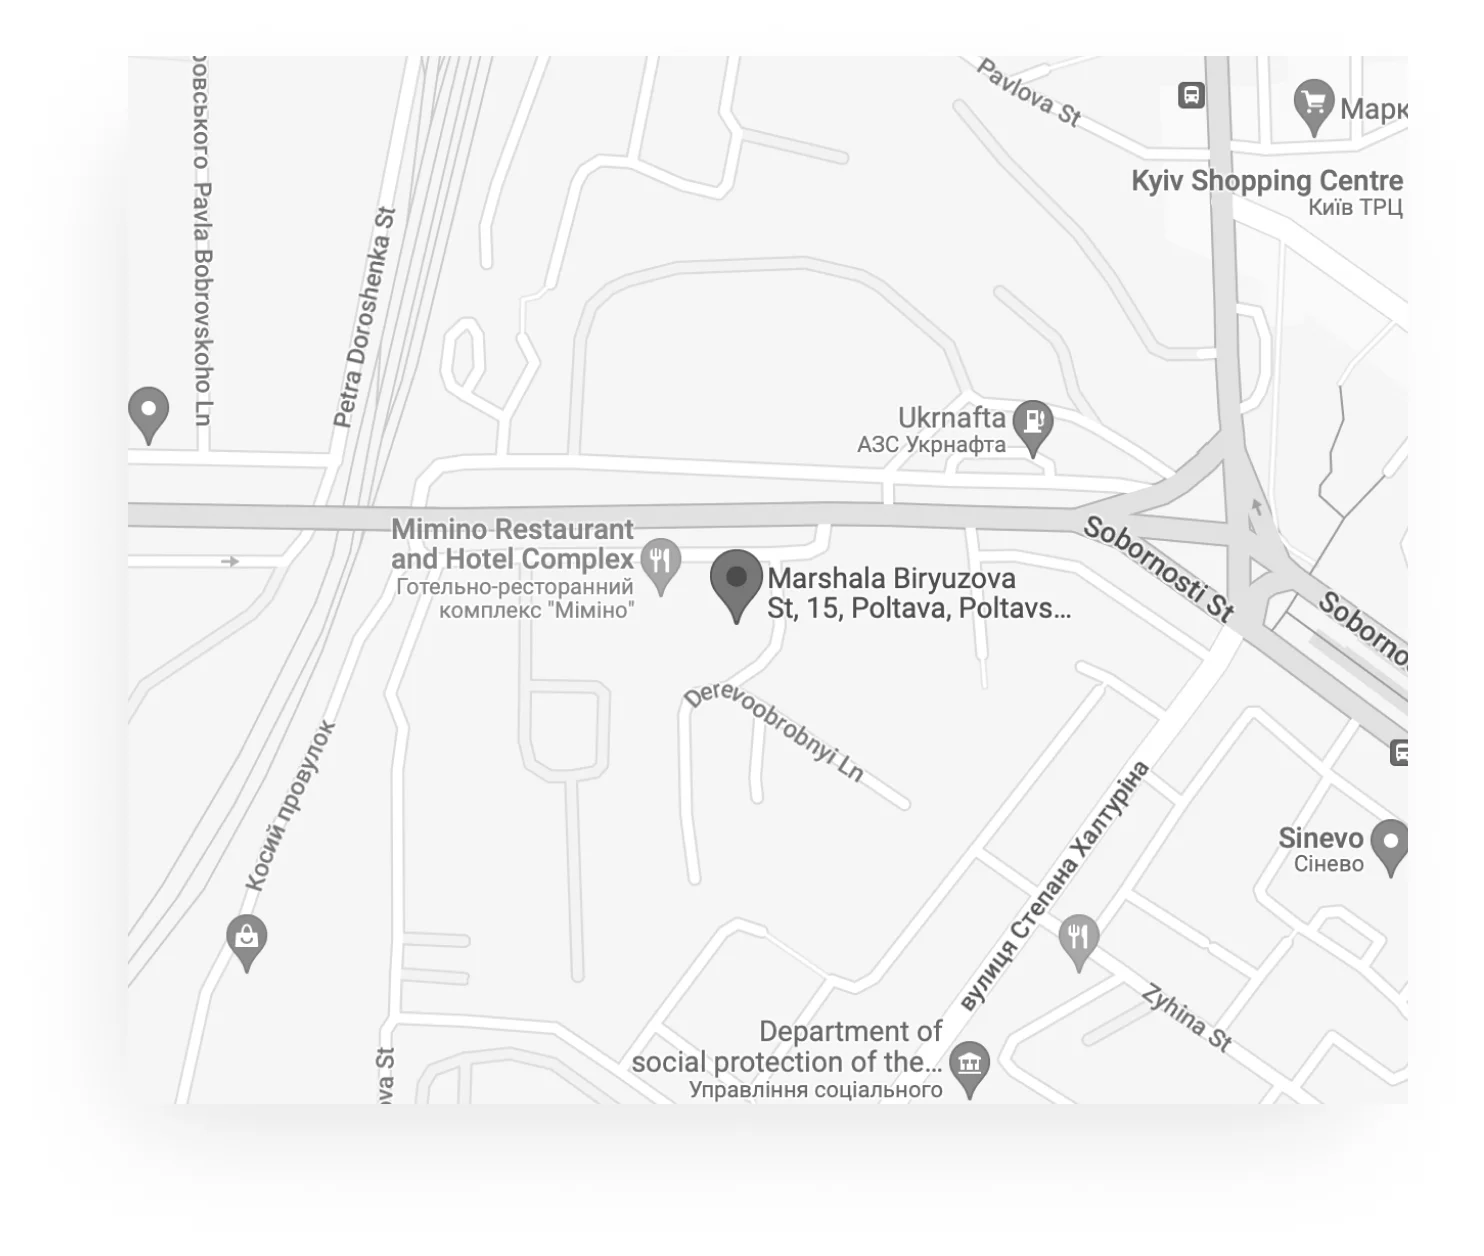 Pavlova St
Марк
Kyiv Shopping Centre
Київ ТРЦ
ровського
Pavla Bobrovskoho Ln
Petra Doroshenka St
Ukrnafta
АЗС Укрнафта
Mimino Restaurant
and Hotel Complex
Готельно-ресторанний
комплекс "Міміно"
Marshala Biryuzova
St, 15, Poltava, Poltavs...
Sobornosti St
Soborno
Derevoobrobnyi Ln
Косий провулок
вулиця Степана Халтуріна
Sinevo
Сінево
Zyhina St
Department of
social protection of the...
Управління соціального
ova St